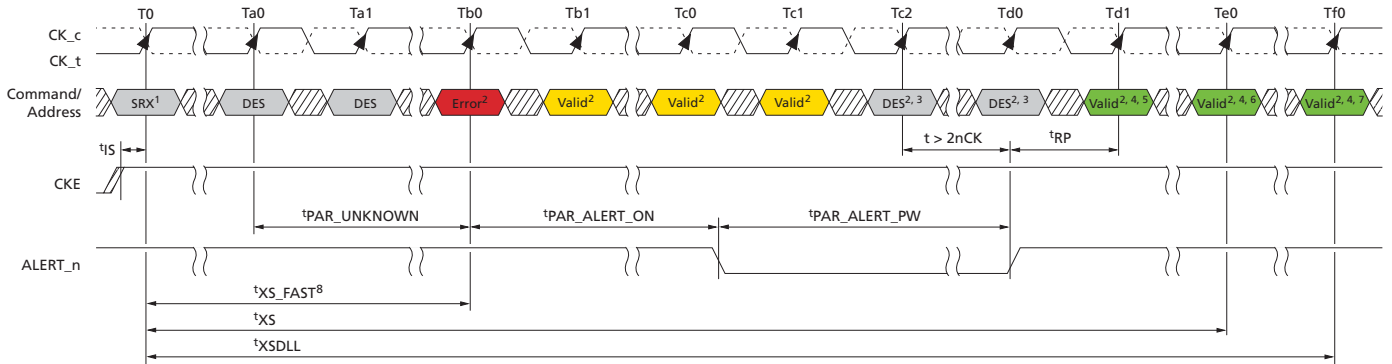 T0 Ta0 Ta1 Tb0 Tb1 Tc0 Tc1 Tc2 Td0 Td1 Te0 Tf0
CK_c
CK_t
Command/
Address
SRX1 DES DES Error2 Valid2 Valid2 Valid2 DES2, 3 DES2, 3 Valid2, 4, 5 Valid2, 4, 6 Valid2, 4, 7
tIS
t > 2nCK tRP
CKE
tPAR_UNKNOWN tPAR_ALERT_ON tPAR_ALERT_PW
ALERT_n
tXS_FAST8
tXS
tXSDLL